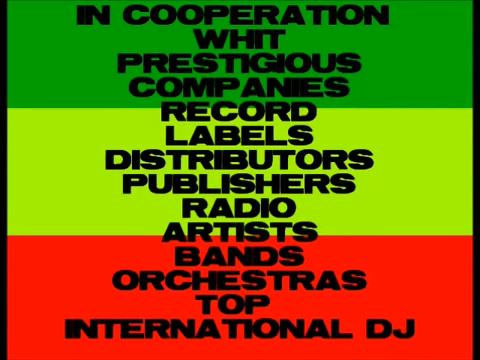 IN COOPERATION
WHIT
PRESTIGIOUS
COMPANIES
RECORD
LABELS
DISTRIBUTORS
PUBLISHERS
RADIO
ARTISTS
BANDS
ORCHESTRAS
TOP
INTERNATIONAL DJ